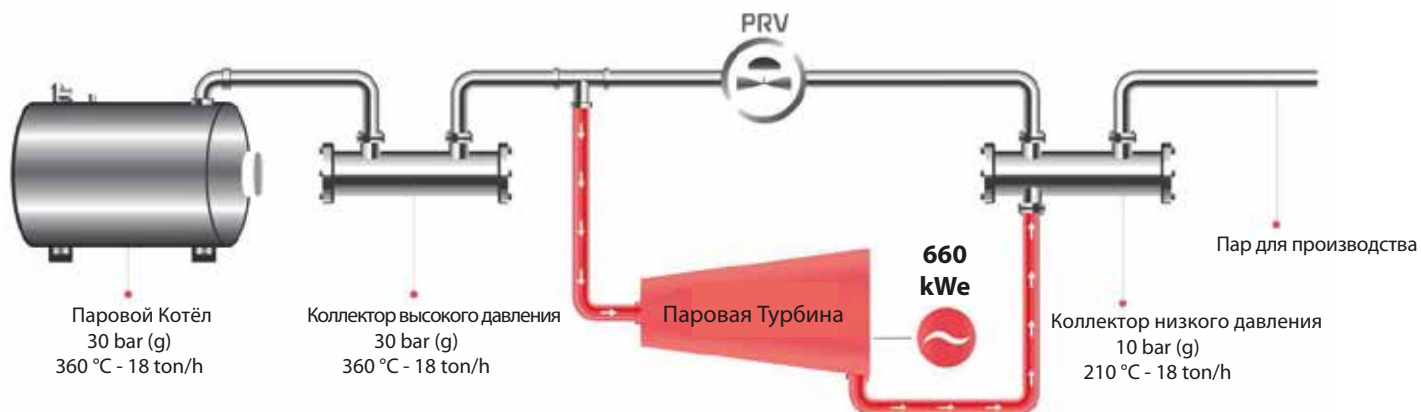 PRV
660
kWe
Паровая Турбина
Пар для производства
Паровой Котёл
30 bar (g)
360 °C - 18 ton/h
Коллектор высокого давления
30 bar (g)
360 °C - 18 ton/h
Коллектор низкого давления
10 bar (g)
210 °C - 18 ton/h